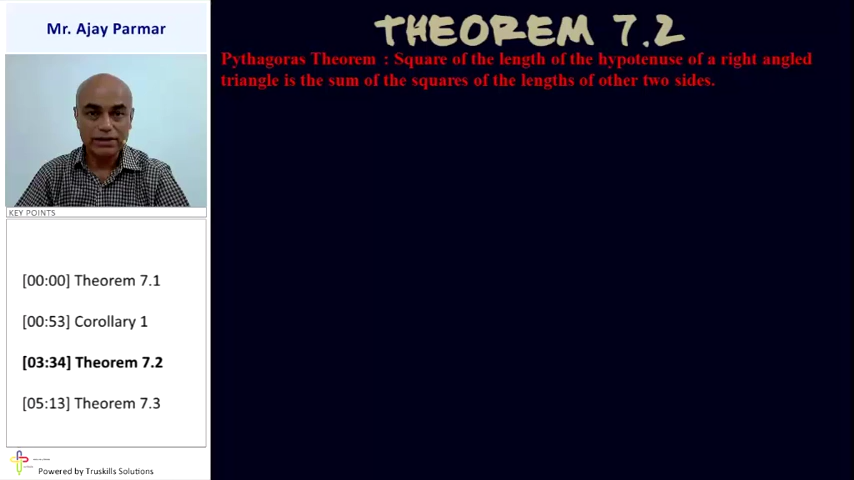 Mr. Ajay Parmar
THEOREM 7.2
Pythagoras Theorem : Square of the length of the hypotenuse of a right angled
triangle is the sum of the squares of the lengths of other two sides.
KEY POINTS
[00:00] Theorem 7.1
[00:53] Corollary 1
[03:34] Theorem 7.2
[05:13] Theorem 7.3
Powered by Truskills Solutions